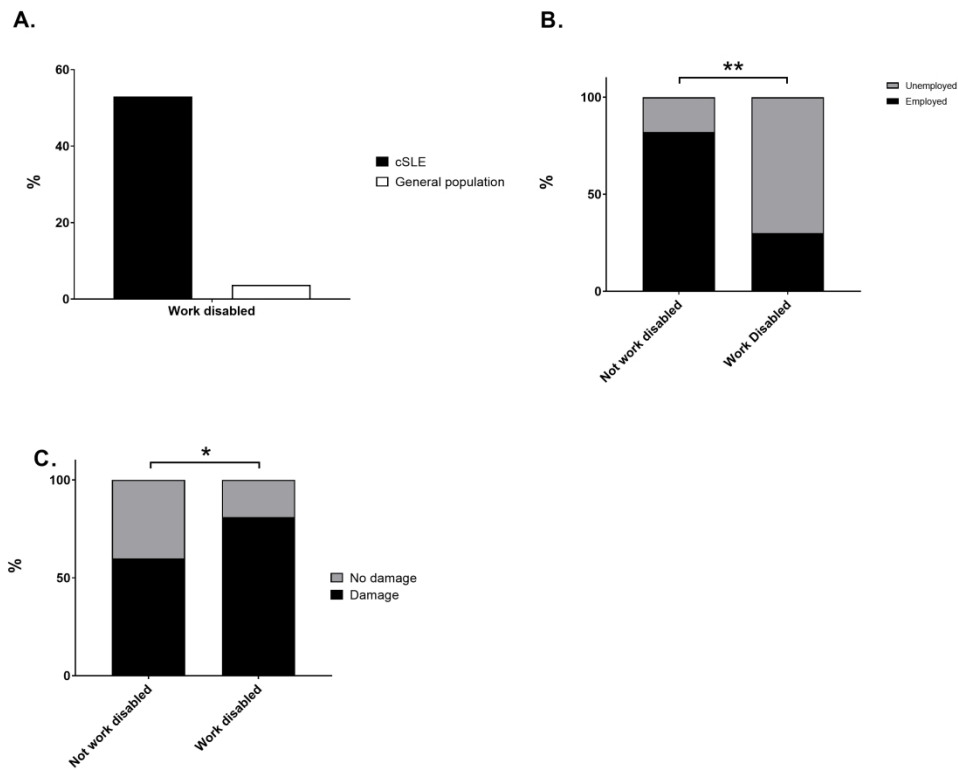 A.
60
40
20
0
%
Work disabled
cSLE
General population
B.
**
100
50
0
%
Not work disabled
Work Disabled
Unemployed
Employed
C.
*
100
50
0
%
Not work disabled
Work disabled
No damage
Damage